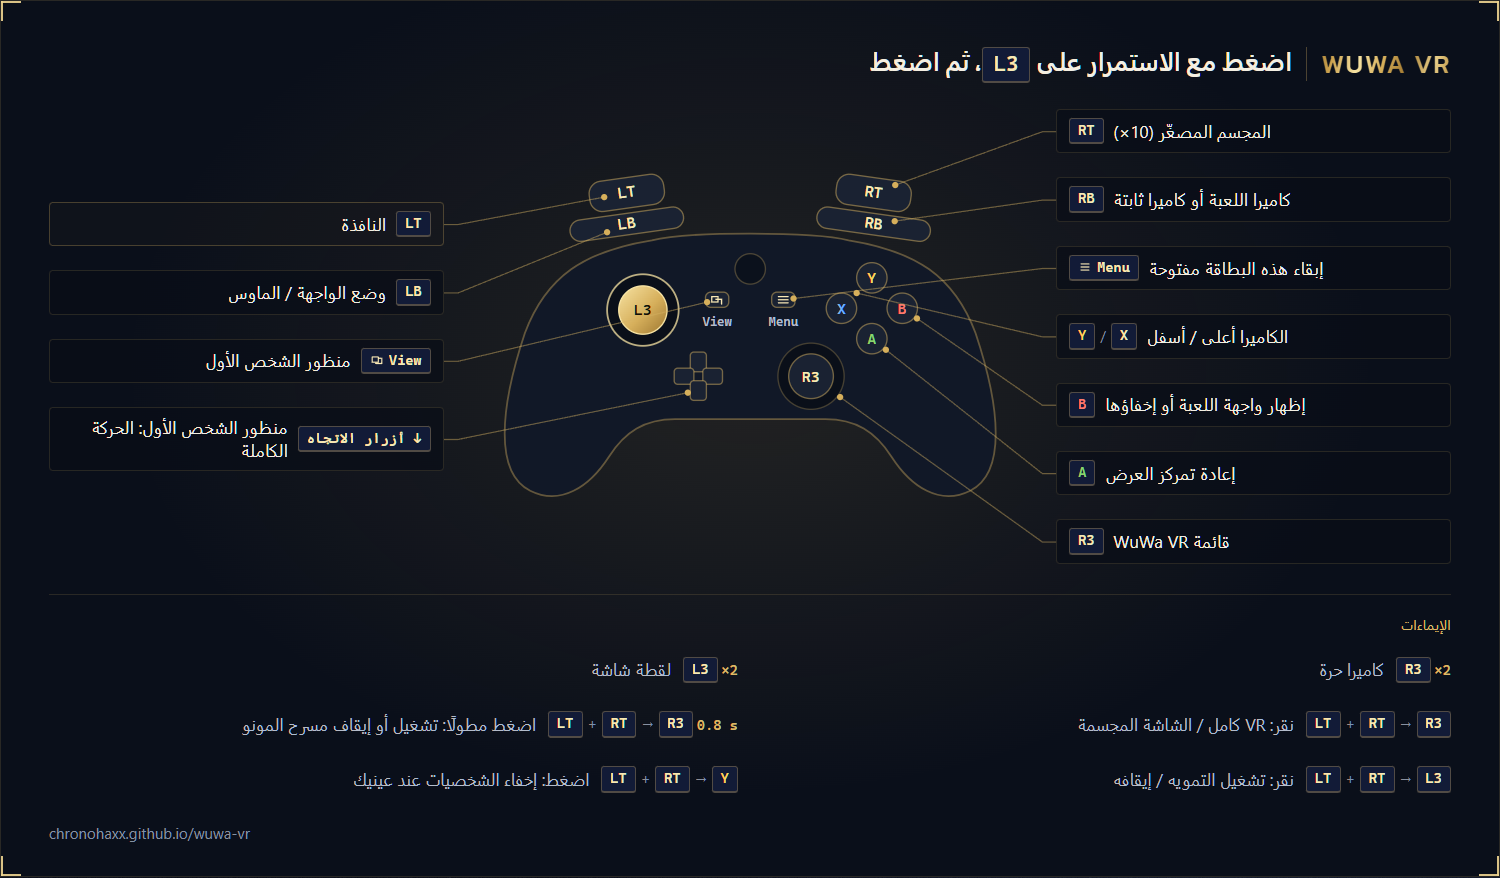 WUWA VR | اضغط مع الاستمرار على L3، ثم اضغط
RT المجسم المصغّر (10×)
RB كاميرا اللعبة أو كاميرا ثابتة
≡ Menu إبقاء هذه البطاقة مفتوحة
Y / X الكاميرا أعلى / أسفل
B إظهار واجهة اللعبة أو إخفاؤها
A إعادة تمركز العرض
R3 قائمة WuWa VR
LT النافذة
LB وضع الواجهة / الماوس
View منظور الشخص الأول
↓ أزرار الاتجاه منظور الشخص الأول: الحركة
الكاملة
LT
LB
RT
RB
L3
View
Menu
Y
X
B
A
R3
الإيماءات
R3 ×2 كاميرا حرة
L3 ×2 لقطة شاشة
LT + RT → R3 نقر: VR كامل / الشاشة المجسمة
LT + RT → R3 0.8 s اضغط مطولًا: تشغيل أو إيقاف مسرح المونو
LT + RT → L3 نقر: تشغيل التمويه / إيقافه
LT + RT → Y اضغط: إخفاء الشخصيات عند عينيك
chronohaxx.github.io/wuwa-vr